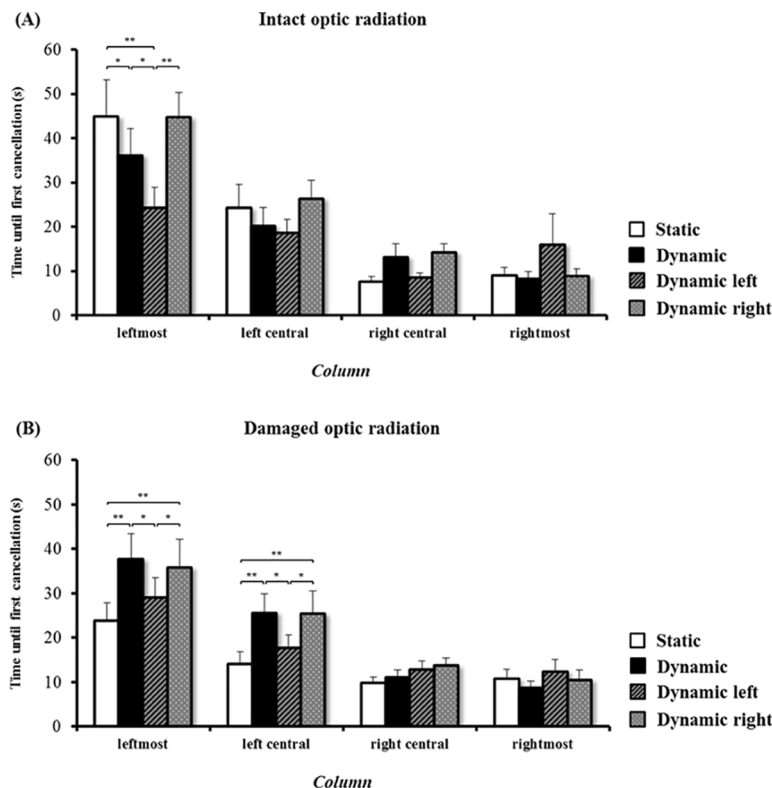 (A)
Intact optic radiation
Time until first cancellation (s)
60
50
40
30
20
10
0
**
* * **
leftmost left central right central rightmost
Column
Static
Dynamic
Dynamic left
Dynamic right
(B)
Damaged optic radiation
Time until first cancellation (s)
60
50
40
30
20
10
0
**
** * *
**
** * *
leftmost left central right central rightmost
Column
Static
Dynamic
Dynamic left
Dynamic right